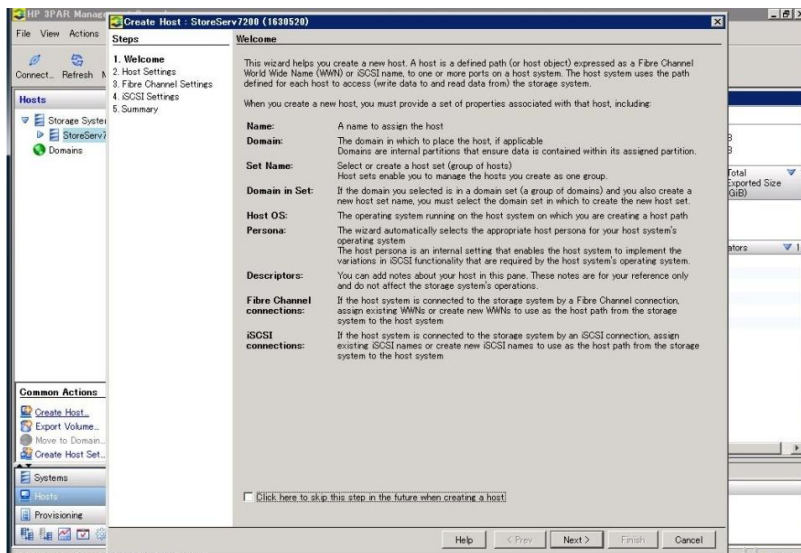 HP 3PAR Manag
Create Host : StoreServ7200 (1630520)
File View Actions
Connect... Refresh
Hosts
Storage Syste
StoreServ7
Domains
Common Actions
Create Host...
Export Volume...
Move to Domain...
Create Host Set...
Systems
Hosts
Provisioning
Steps
1. Welcome
2. Host Settings
3. Fibre Channel Settings
4. iSCSI Settings
5. Summary
Welcome
This wizard helps you create a new host. A host is a defined path (or host object) expressed as a Fibre Channel
World Wide Name (WWN) or iSCSI name, to one or more ports on a host system. The host system uses the path
defined for each host to access (write data to and read data from) the storage system.
When you create a new host, you must provide a set of properties associated with that host, including:
Name: A name to assign the host
Domain: The domain in which to place the host, if applicable
Domains are internal partitions that ensure data is contained within its assigned partition.
Set Name: Select or create a host set (group of hosts)
Host sets enable you to manage the hosts you create as one group.
Domain in Set: If the domain you selected is in a domain set (a group of domains) and you also create a
new host set name, you must select the domain set in which to create the new host set.
Host OS: The operating system running on the host system on which you are creating a host path
Persona: The wizard automatically selects the appropriate host persona for your host system's
operating system
The host persona is an internal setting that enables the host system to implement the
variations in iSCSI functionality that are required by the host system's operating system.
Descriptors: You can add notes about your host in this pane. These notes are for your reference only
and do not affect the storage system's operations.
Fibre Channel If the host system is connected to the storage system by a Fibre Channel connection,
connections: assign existing WWNs or create new WWNs to use as the host path from the storage
system to the host system
iSCSI If the host system is connected to the storage system by an iSCSI connection, assign
connections: existing iSCSI names or create new iSCSI names to use as the host path from the storage
system to the host system
Click here to skip this step in the future when creating a host
Help < Prev Next > Finish Cancel
Total
Exported Size
(GiB)
ators